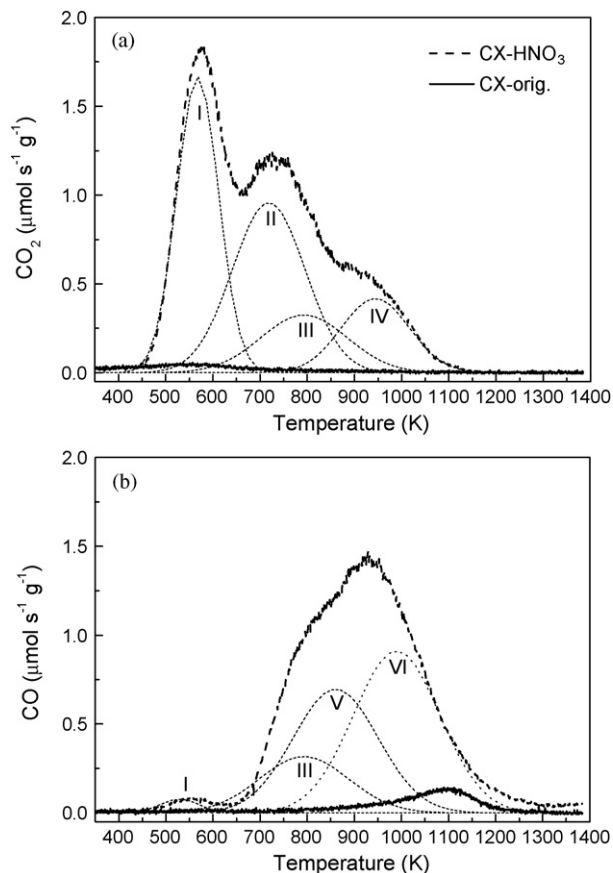 (a)
CX-HNO₃
CX-orig.
2.0
1.5
1.0
0.5
0.0
CO₂ (μmol s⁻¹ g⁻¹)
I
II
III
IV
400 500 600 700 800 900 1000 1100 1200 1300 1400
Temperature (K)
(b)
2.0
1.5
1.0
0.5
0.0
CO (μmol s⁻¹ g⁻¹)
I
III
V
VI
400 500 600 700 800 900 1000 1100 1200 1300 1400
Temperature (K)